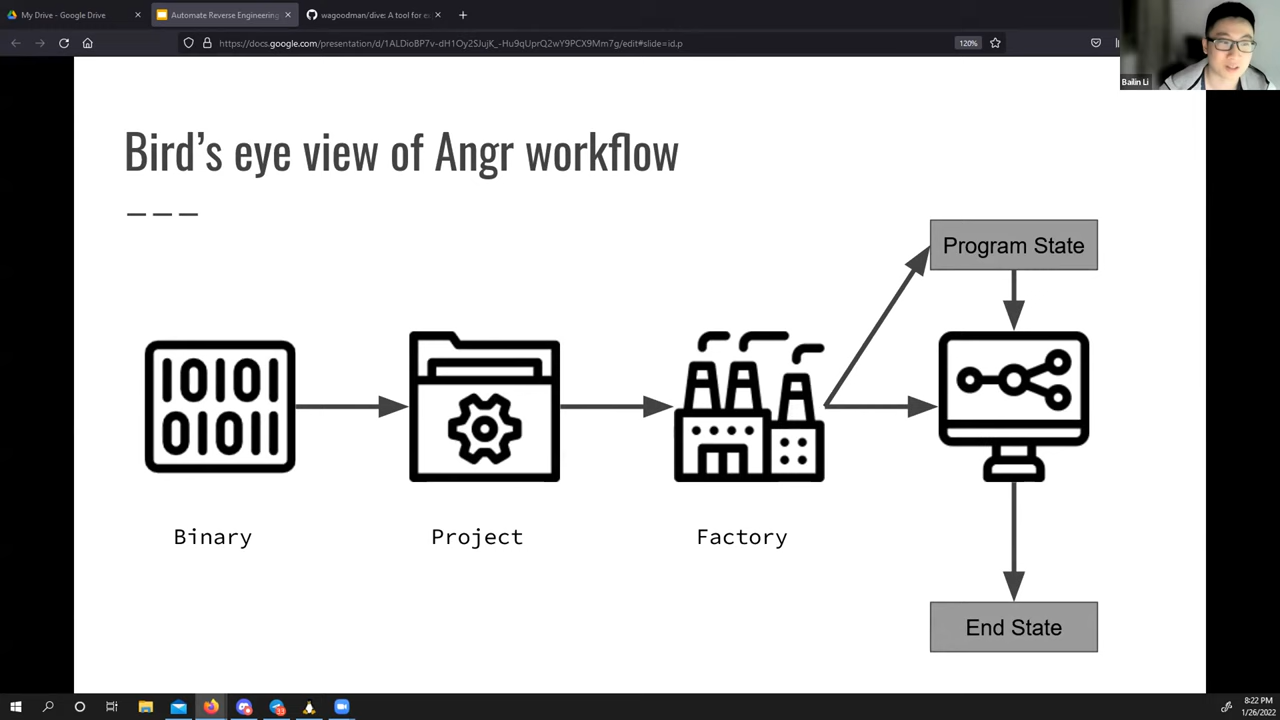 My Drive - Google Drive
Automate Reverse Engineering
wagoodman/dive: A tool for e
https://docs.google.com/presentation/d/1ALDioBP7v-dH1Oy2SJujK_-Hu9qUprQ2wY9PCX9Mm7g/edit#slide=id.p
120%
Bailin Li
Bird's eye view of Angr workflow
Program State
10101
01011
Binary
Project
Factory
End State
8:22 PM
1/26/2022